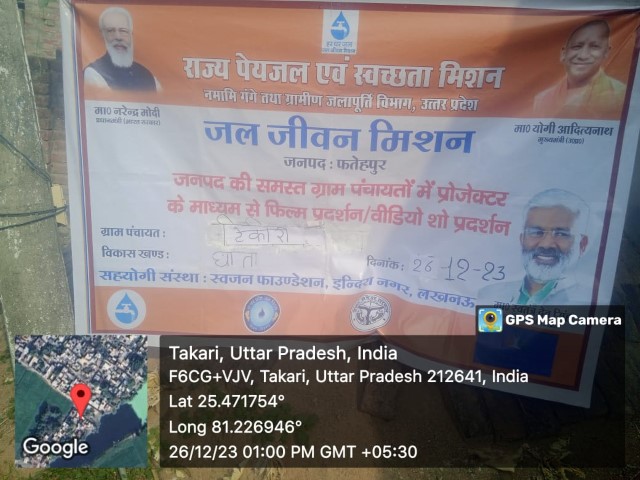 राज्य पेयजल एवं स्वच्छता मिशन
नमामि गंगे तथा ग्रामीण जलापूर्ति विभाग, उत्तर प्रदेश
मा० नरेन्द्र मोदी
मा० योगी आदित्यनाथ
जल जीवन मिशन
जनपद : फतेहपुर
जनपद की समस्त ग्राम पंचायतों में प्रोजेक्टर
के माध्यम से फिल्म प्रदर्शन/वीडियो शो प्रदर्शन
ग्राम पंचायत : टिकारी
विकास खण्ड : धाता
दिनांक: 26-12-23
सहयोगी संस्था : स्वजन फाउण्डेशन, इन्दिरा नगर, लखनऊ
GPS Map Camera
Takari, Uttar Pradesh, India
F6CG+VJV, Takari, Uttar Pradesh 212641, India
Lat 25.471754°
Long 81.226946°
26/12/23 01:00 PM GMT +05:30
Google